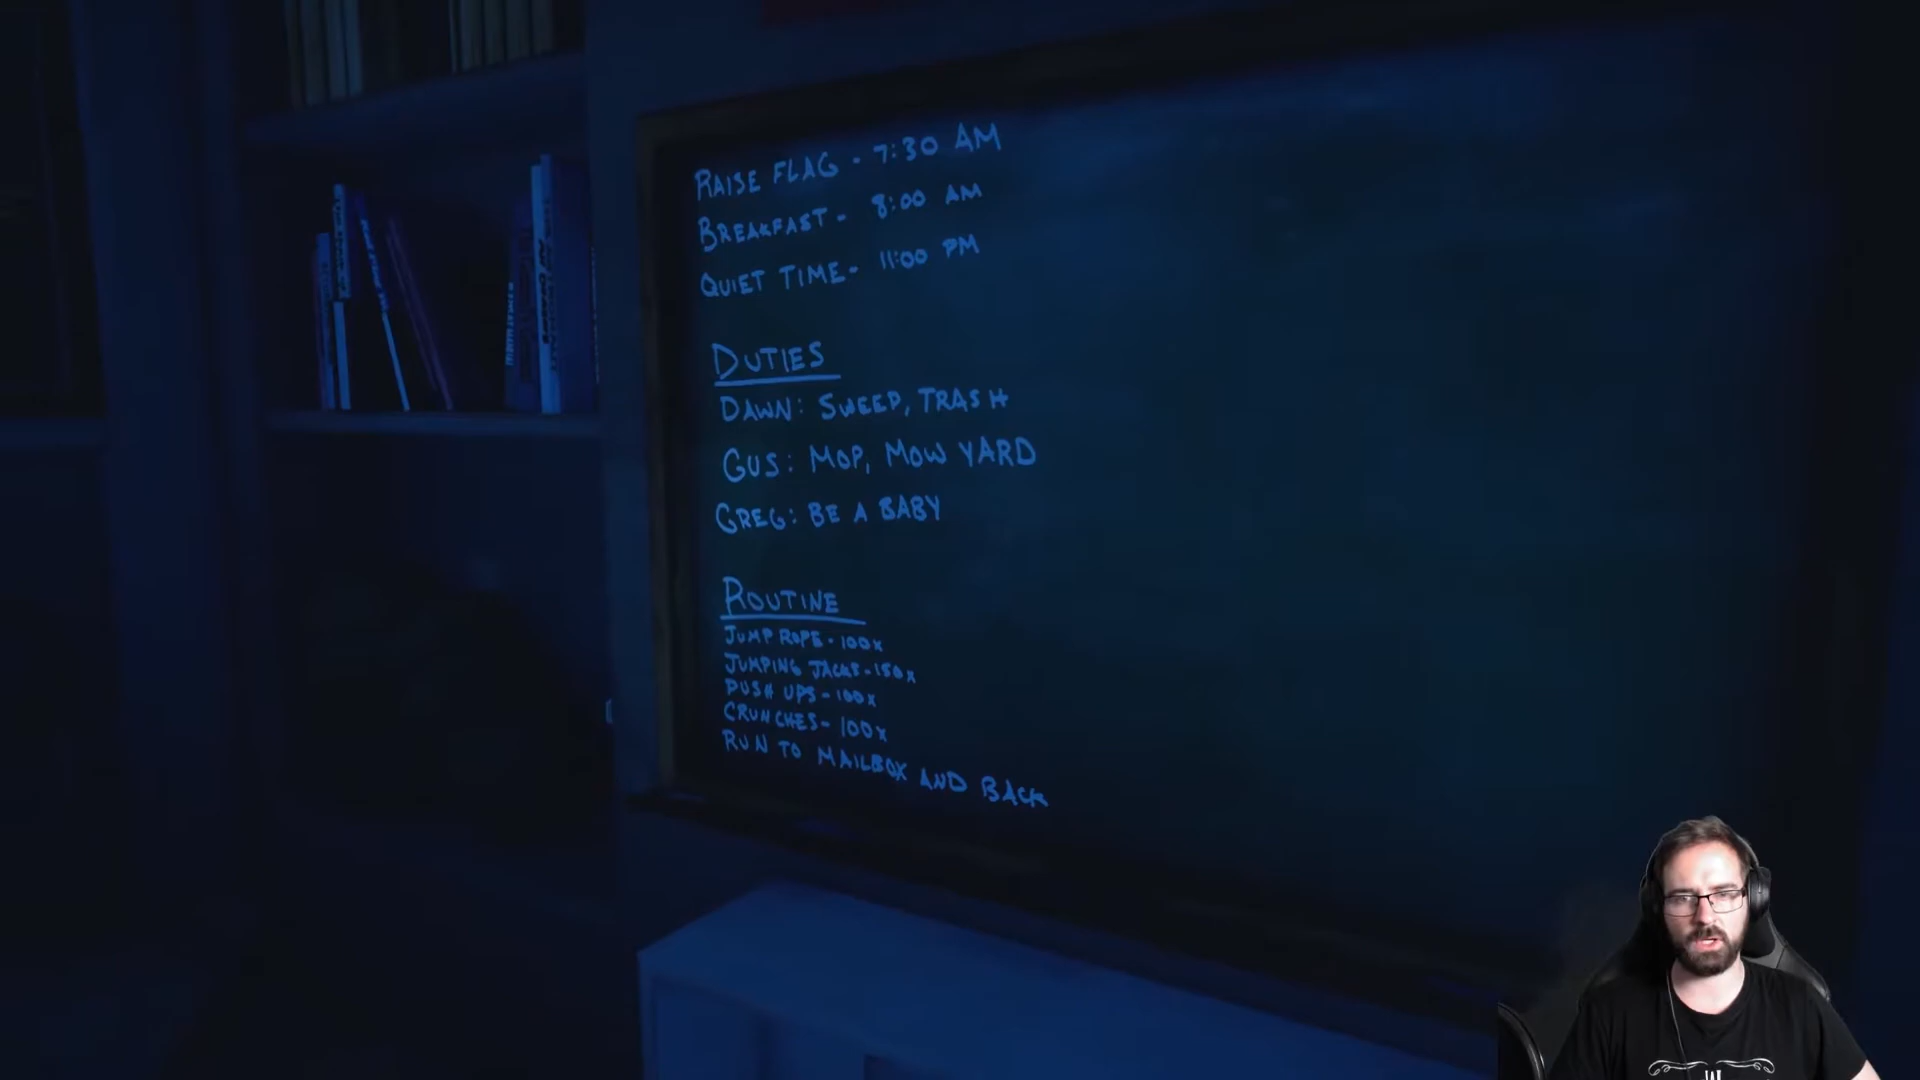 RAISE FLAG - 7:30 AM
BREAKFAST - 8:00 AM
QUIET TIME - 11:00 PM
DUTIES
DAWN: SWEEP, TRASH
GUS: MOP, MOW YARD
GREG: BE A BABY
ROUTINE
JUMP ROPE - 100X
JUMPING JACKS - 150X
PUSH UPS - 100X
CRUNCHES - 100X
RUN TO MAILBOX AND BACK
W